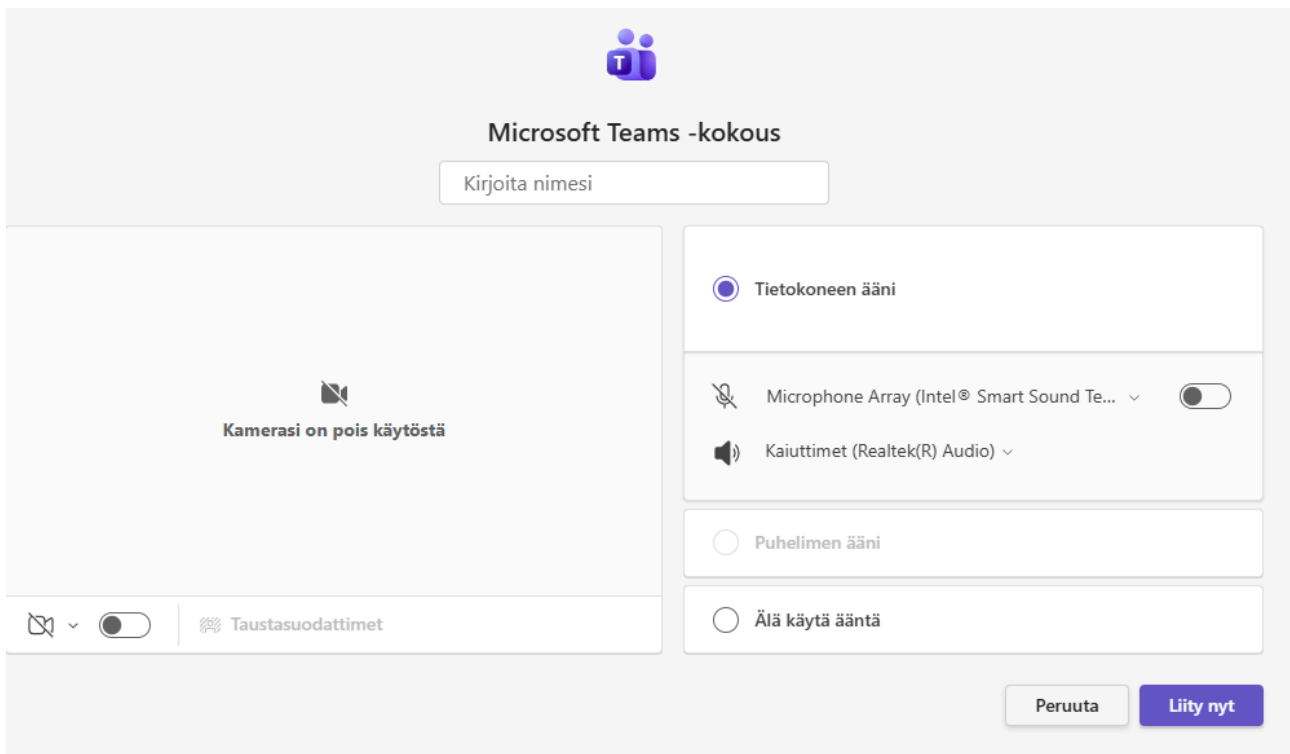 T
Microsoft Teams -kokous
Kirjoita nimesi
Kamerasi on pois käytöstä
Taustasuodattimet
Tietokoneen ääni
Microphone Array (Intel® Smart Sound Te...
Kaiuttimet (Realtek(R) Audio)
Puhelimen ääni
Älä käytä ääntä
Peruuta
Liity nyt